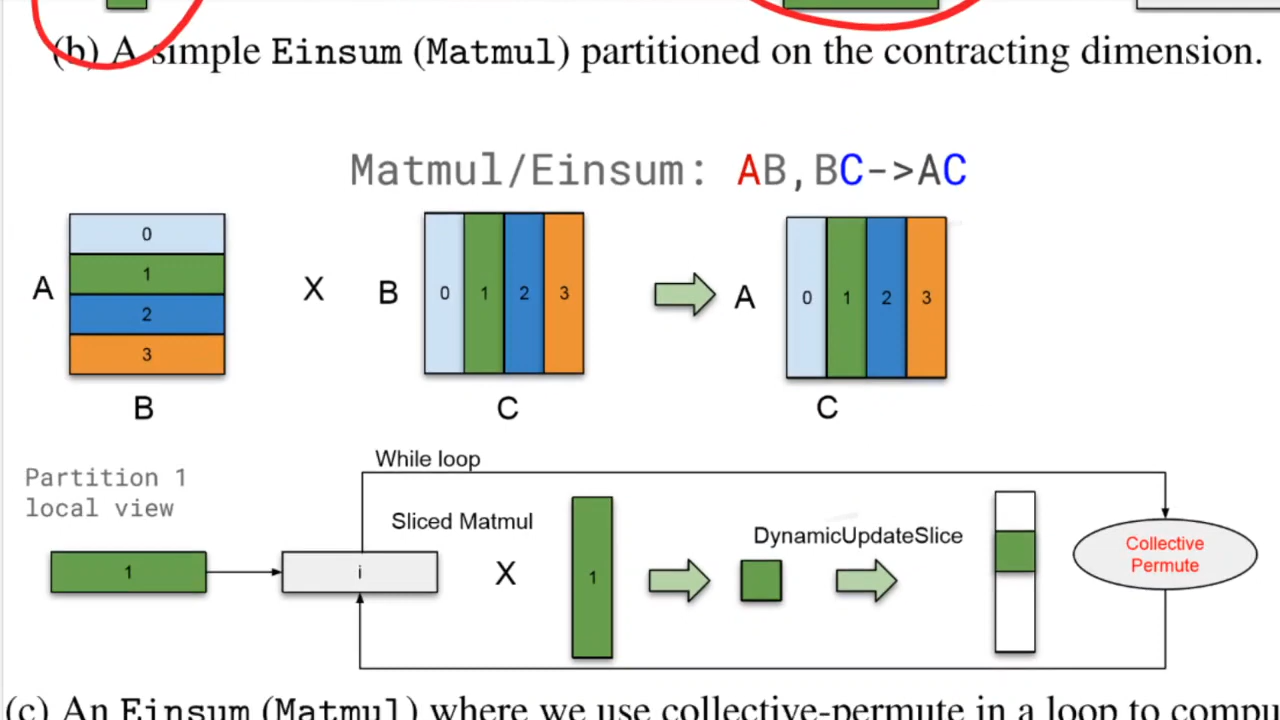 (b) A simple Einsum (Matmul) partitioned on the contracting dimension.
Matmul/Einsum: AB,BC->AC
0
1
2
3
A
B
X
B
0 1 2 3
C
A
0 1 2 3
C
Partition 1
local view
While loop
1
i
Sliced Matmul
X
1
DynamicUpdateSlice
Collective
Permute
(c) An Einsum (Matmul) where we use collective-permute in a loop to compu